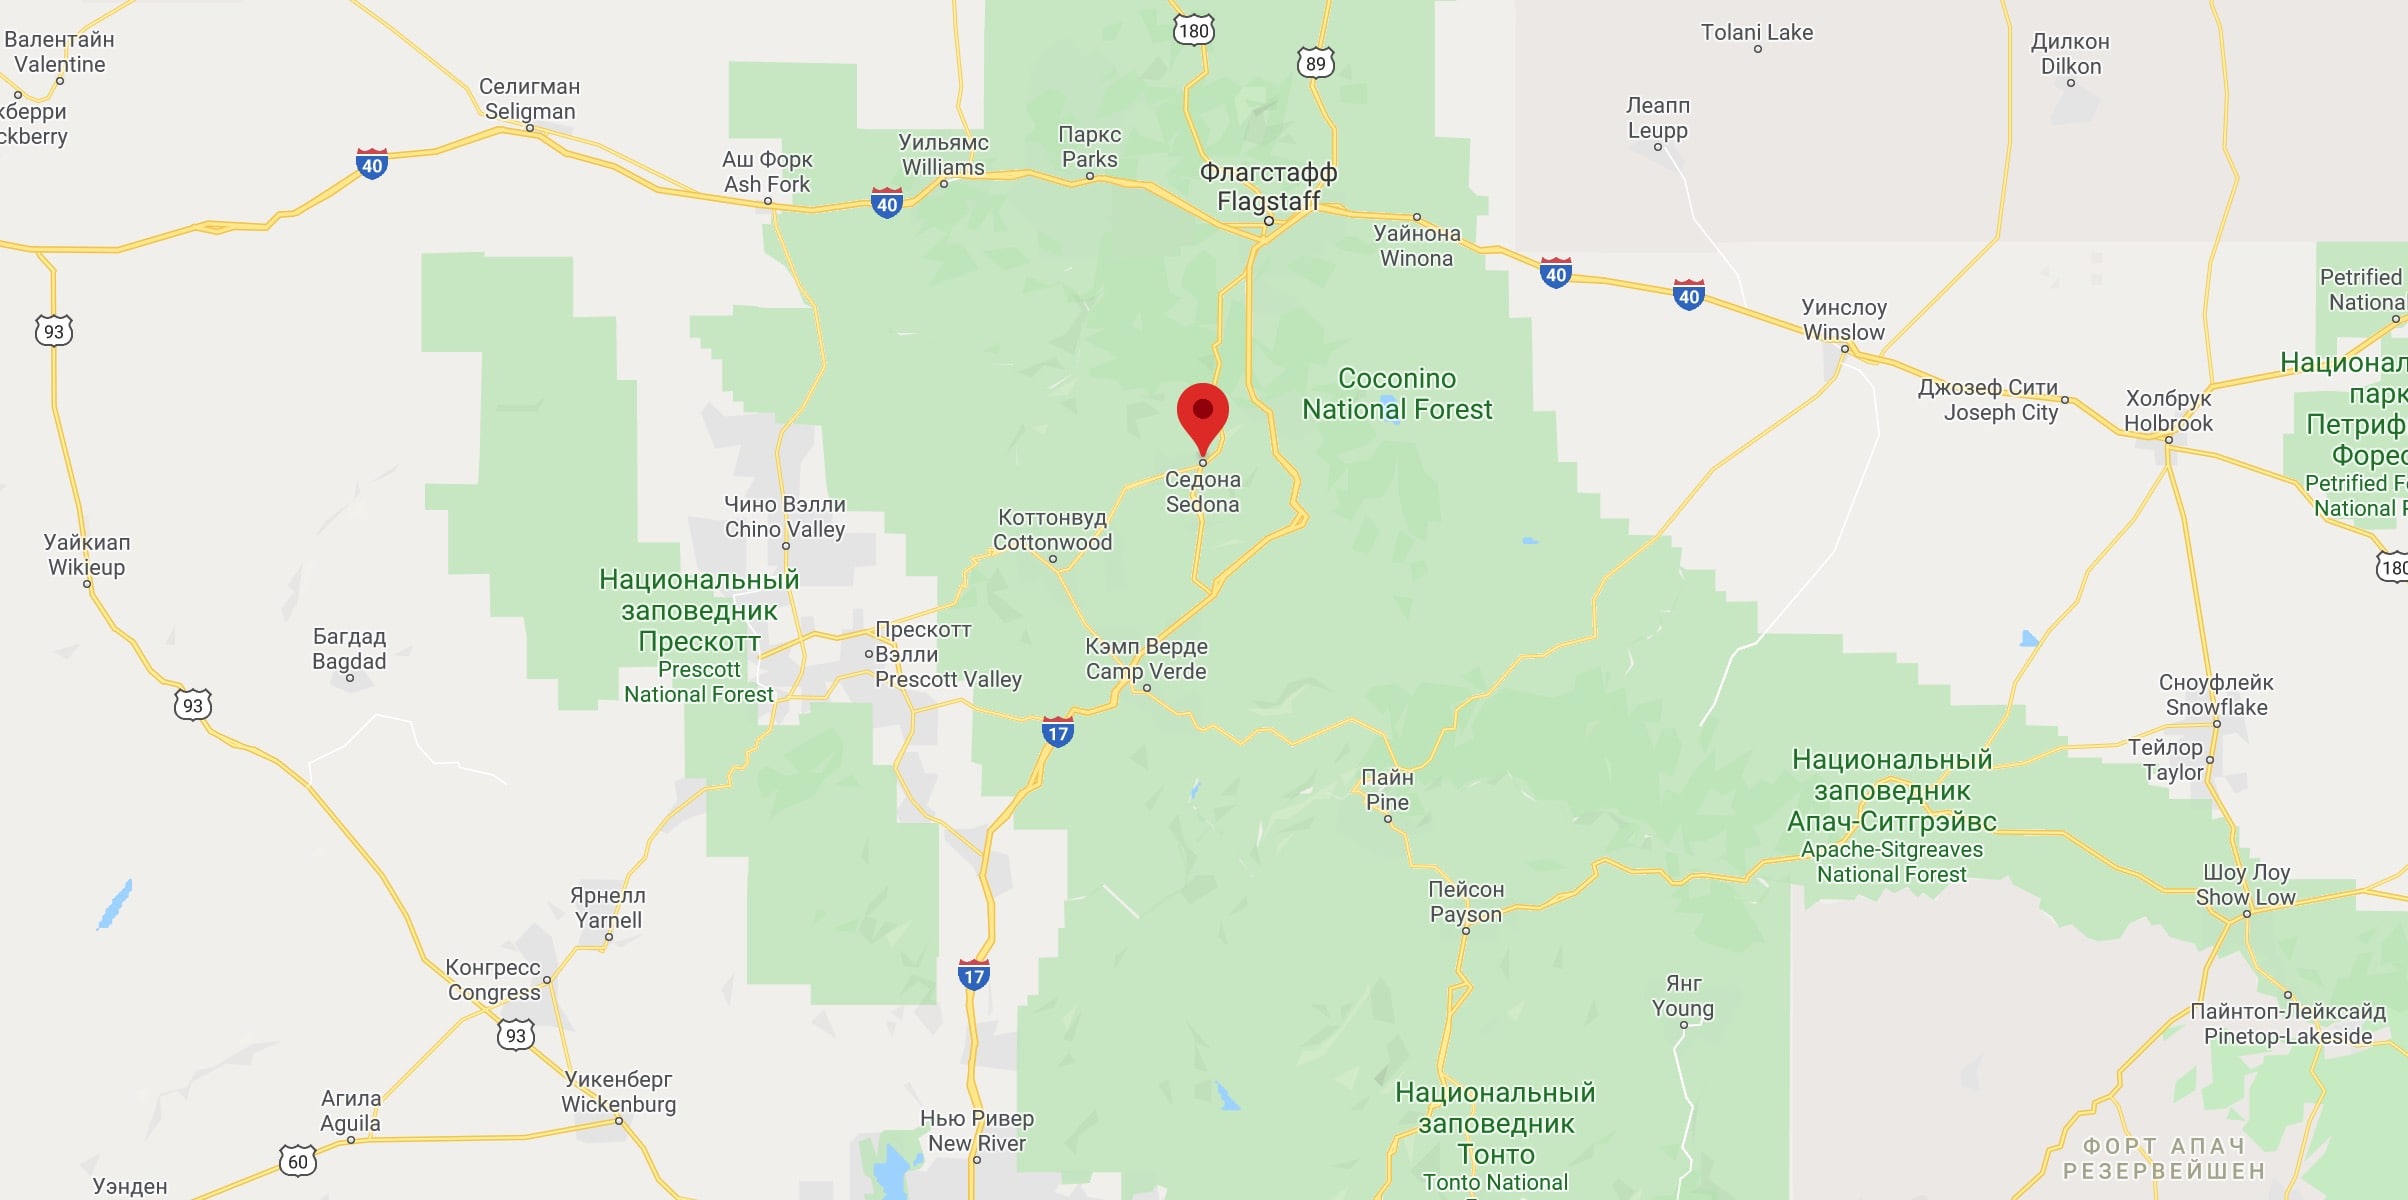 180
89
Валентайн
Valentine
Tolani Lake
Дилкон
Dilkon
Селигман
Seligman
кберри
ckberry
Леапп
Leupp
40
Уильямс
Williams
Паркс
Parks
Аш Форк
Ash Fork
40
Флагстафф
Flagstaff
Уайнона
Winona
40
40
Petrified
National
Уинслоу
Winslow
93
Coconino
National Forest
Джозеф Сити
Joseph City
Холбрук
Holbrook
Национал
парк
Петриф
Форес
Petrified F
National
Седона
Sedona
Чино Вэлли
Chino Valley
Коттонвуд
Cottonwood
Уайкиап
Wikieup
180
Национальный
заповедник
Прескотт
Prescott
National Forest
Багдад
Bagdad
Прескотт
Вэлли
Prescott Valley
Кэмп Верде
Camp Verde
93
17
Сноуфлейк
Snowflake
Тейлор
Taylor
Пайн
Pine
Национальный
заповедник
Апач-Ситгрэйвс
Apache-Sitgreaves
National Forest
Ярнелл
Yarnell
Пейсон
Payson
Шоу Лоу
Show Low
Конгресс
Congress
17
Янг
Young
93
Пайнтоп-Лейксайд
Pinetop-Lakeside
Уикенберг
Wickenburg
Агила
Aguila
Нью Ривер
New River
60
Национальный
заповедник
Тонто
Tonto National
ФОРТ АПАЧ
РЕЗЕРВЕЙШЕН
Уэнден